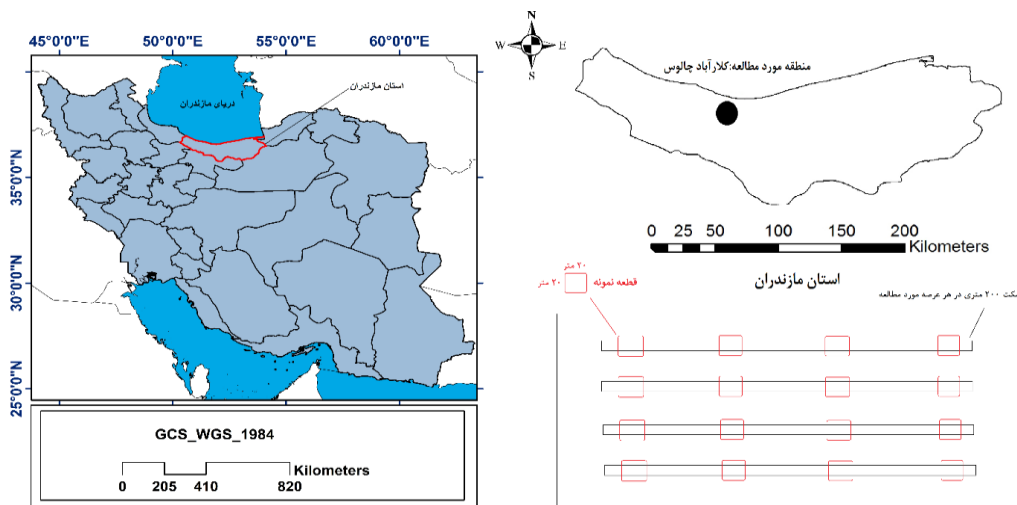 45°0'0"E 50°0'0"E 55°0'0"E 60°0'0"E
35°0'0"N
30°0'0"N
25°0'0"N
استان مازندران
دریای مازندران
GCS_WGS_1984
Kilometers
0 205 410 820
N
W E
S
منطقه مورد مطالعه:کلارآباد چالوس
0 25 50 100 150 200
Kilometers
استان مازندران
۲۰ متر
۲۰ متر
قطعه نمونه
۲۰۰ متری در هر عرصه مورد مطالعه